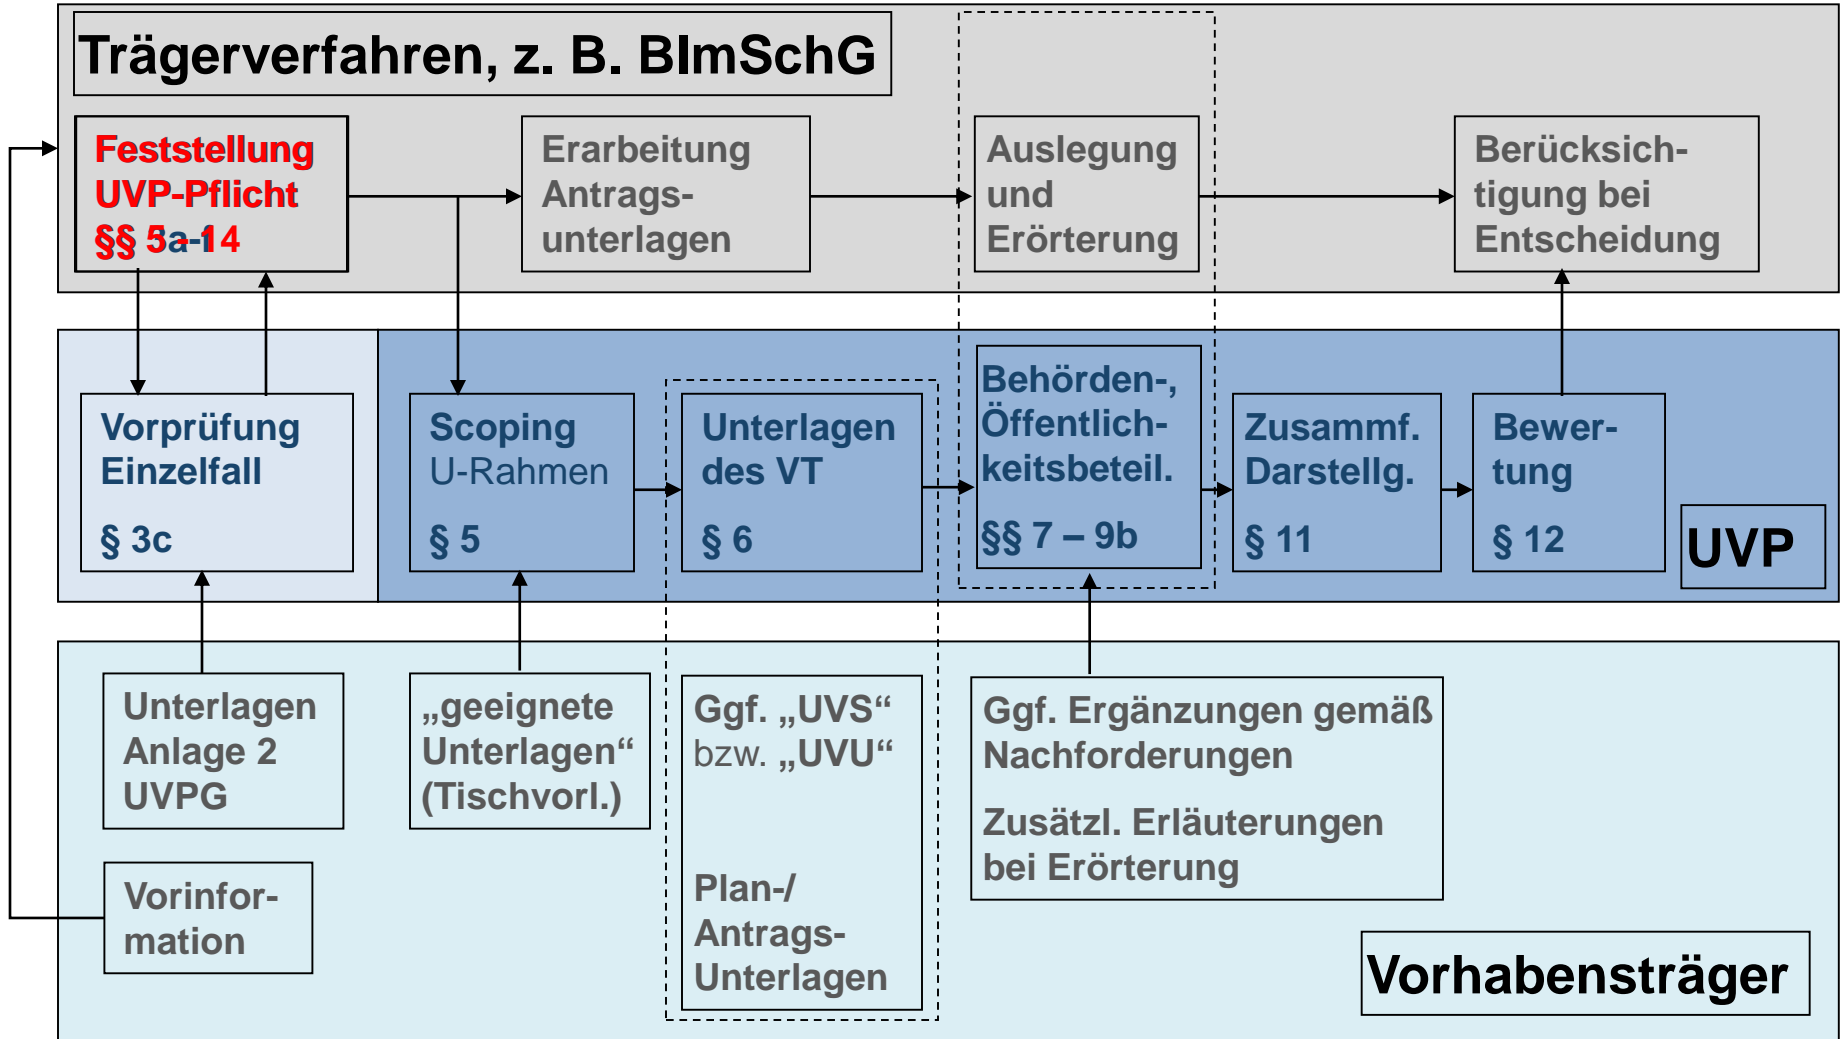 Trägerverfahren, z. B. BImSchG
Feststellung
UVP-Pflicht
§§ 5 - 14
Erarbeitung
Antrags-
unterlagen
Auslegung
und
Erörterung
Berücksich-
tigung bei
Entscheidung
Vorprüfung
Einzelfall
§ 3c
Scoping
U-Rahmen
§ 5
Unterlagen
des VT
§ 6
Behörden-,
Öffentlich-
keitsbeteil.
§§ 7 – 9b
Zusammf.
Darstellg.
§ 11
Bewer-
tung
§ 12
UVP
Unterlagen
Anlage 2
UVPG
„geeignete
Unterlagen“
(Tischvorl.)
Ggf. „UVS“
bzw. „UVU“
Plan-/
Antrags-
Unterlagen
Ggf. Ergänzungen gemäß
Nachforderungen
Zusätzl. Erläuterungen
bei Erörterung
Vorinfor-
mation
Vorhabensträger